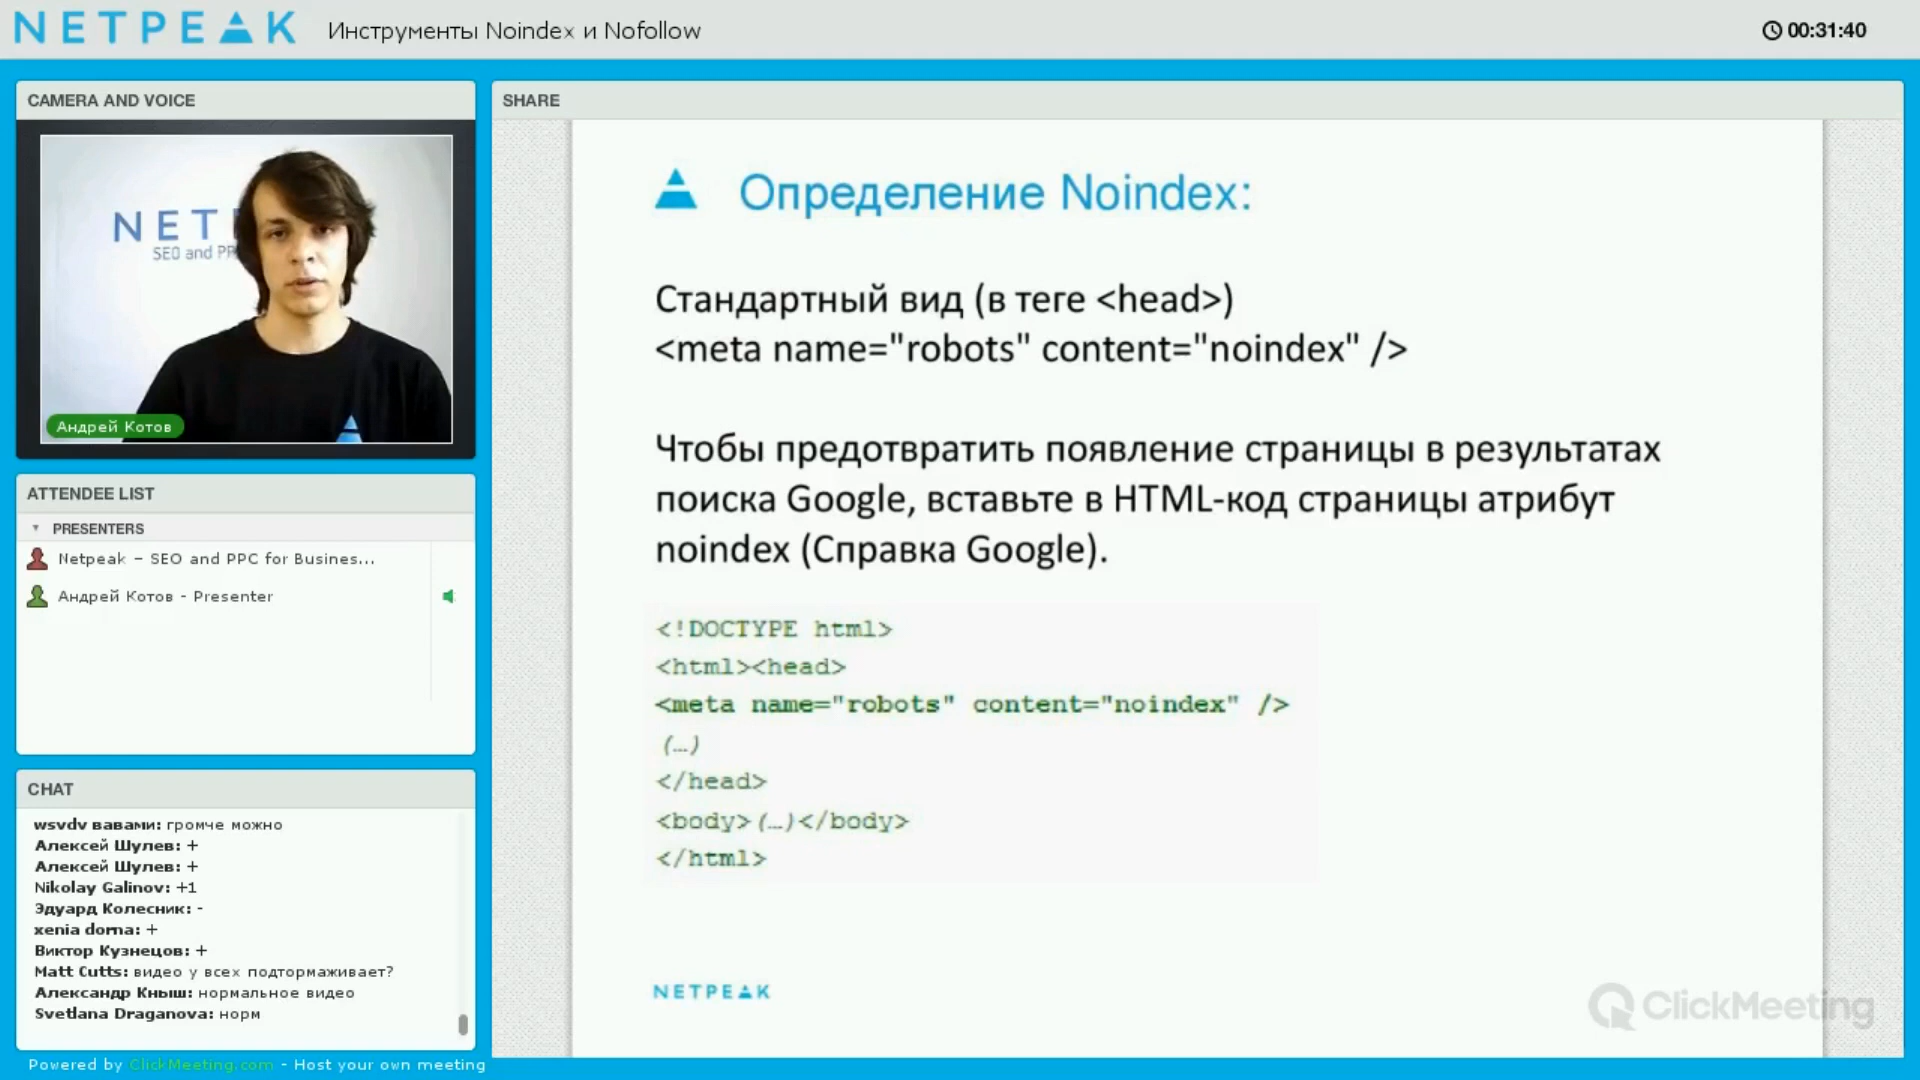 NETPEAK
Инструменты Noindex и Nofollow
00:31:40
CAMERA AND VOICE
NET
SEO and PP
Андрей Котов
ATTENDEE LIST
PRESENTERS
Netpeak – SEO and PPC for Busines...
Андрей Котов - Presenter
CHAT
wsvdv вавами: громче можно
Алексей Шулев: +
Алексей Шулев: +
Nikolay Galinov: +1
Эдуард Колесник: -
xenia doma: +
Виктор Кузнецов: +
Matt Cutts: видео у всех подтормаживает?
Александр Кныш: нормальное видео
Svetlana Draganova: норм
Powered by ClickMeeting.com - Host your own meeting
SHARE
Определение Noindex:
Стандартный вид (в теге <head>)
<meta name="robots" content="noindex" />
Чтобы предотвратить появление страницы в результатах
поиска Google, вставьте в HTML-код страницы атрибут
noindex (Справка Google).
<!DOCTYPE html>
<html><head>
<meta name="robots" content="noindex" />
(…)
</head>
<body>(…)</body>
</html>
NETPEAK
ClickMeeting